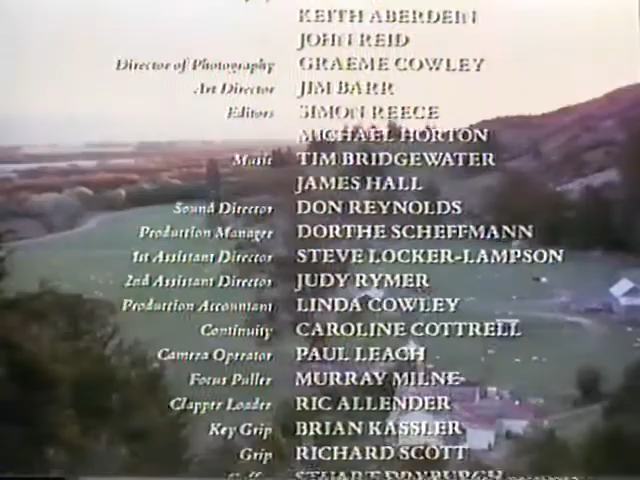 KEITH ABERDEIN
JOHN REID
Director of Photography GRAEME COWLEY
Art Director JIM BARR
Editors SIMON REECE
MICHAEL HORTON
Music TIM BRIDGEWATER
JAMES HALL
Sound Director DON REYNOLDS
Production Manager DORTHE SCHEFFMANN
1st Assistant Director STEVE LOCKER-LAMPSON
2nd Assistant Director JUDY RYMER
Production Accountant LINDA COWLEY
Continuity CAROLINE COTTRELL
Camera Operator PAUL LEACH
Focus Puller MURRAY MILNE
Clapper Loader RIC ALLENDER
Key Grip BRIAN KASSLER
Grip RICHARD SCOTT
STUART DRYBURGH